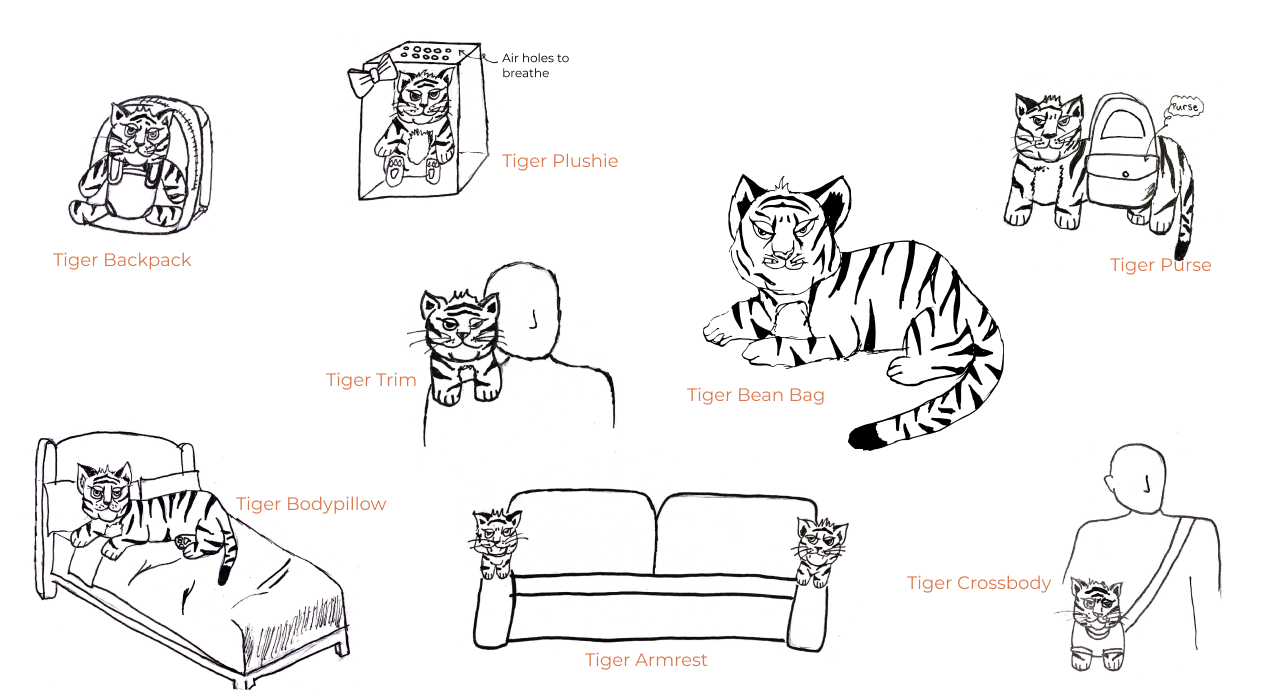 Air holes to
breathe
Purse
Tiger Plushie
Tiger Backpack
Tiger Purse
Tiger Trim
Tiger Bean Bag
Tiger Bodypillow
Tiger Crossbody
Tiger Armrest